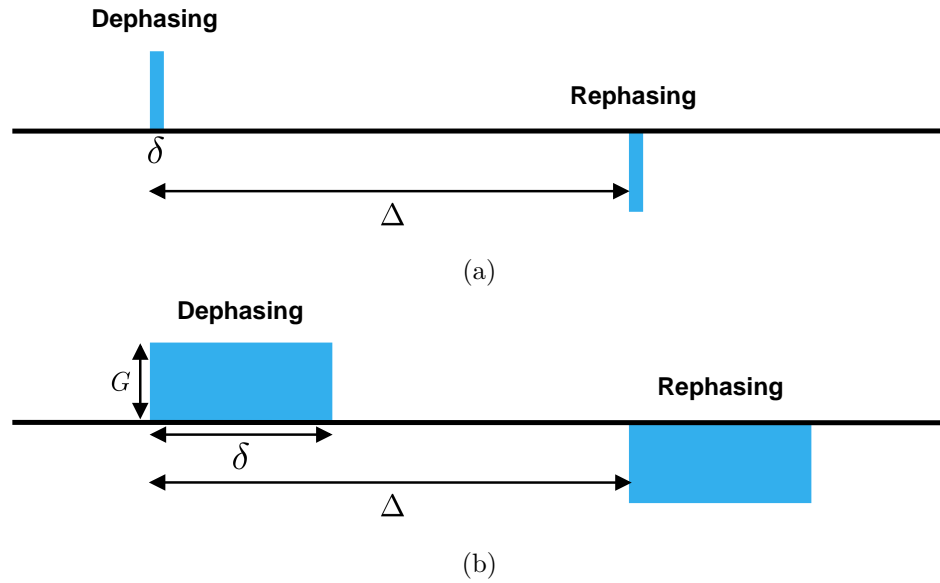 Dephasing
Rephasing
δ
Δ
(a)
Dephasing
G
Rephasing
δ
Δ
(b)